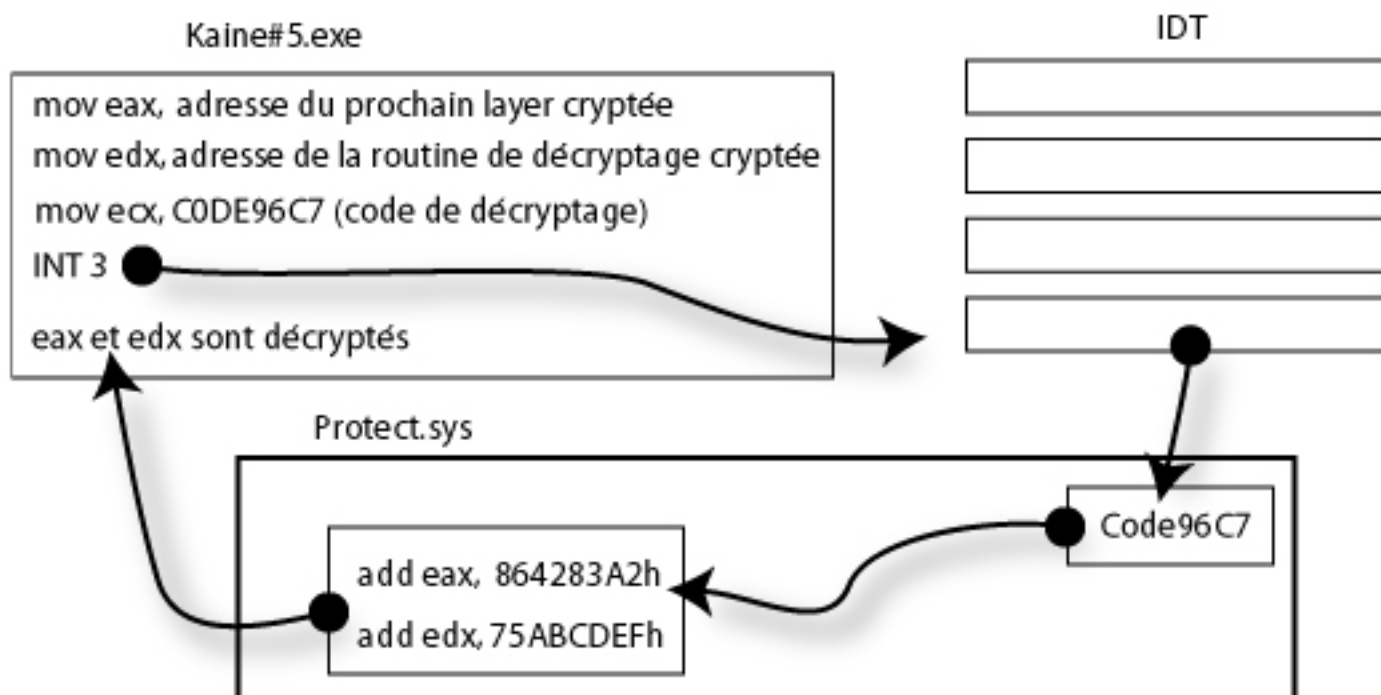 Kaine#5.exe
IDT
mov eax, adresse du prochain layer cryptée
mov edx, adresse de la routine de décryptage cryptée
mov ecx, C0DE96C7 (code de décryptage)
INT 3
eax et edx sont décryptés
Protect.sys
Code96C7
add eax, 864283A2h
add edx, 75ABCDEFh